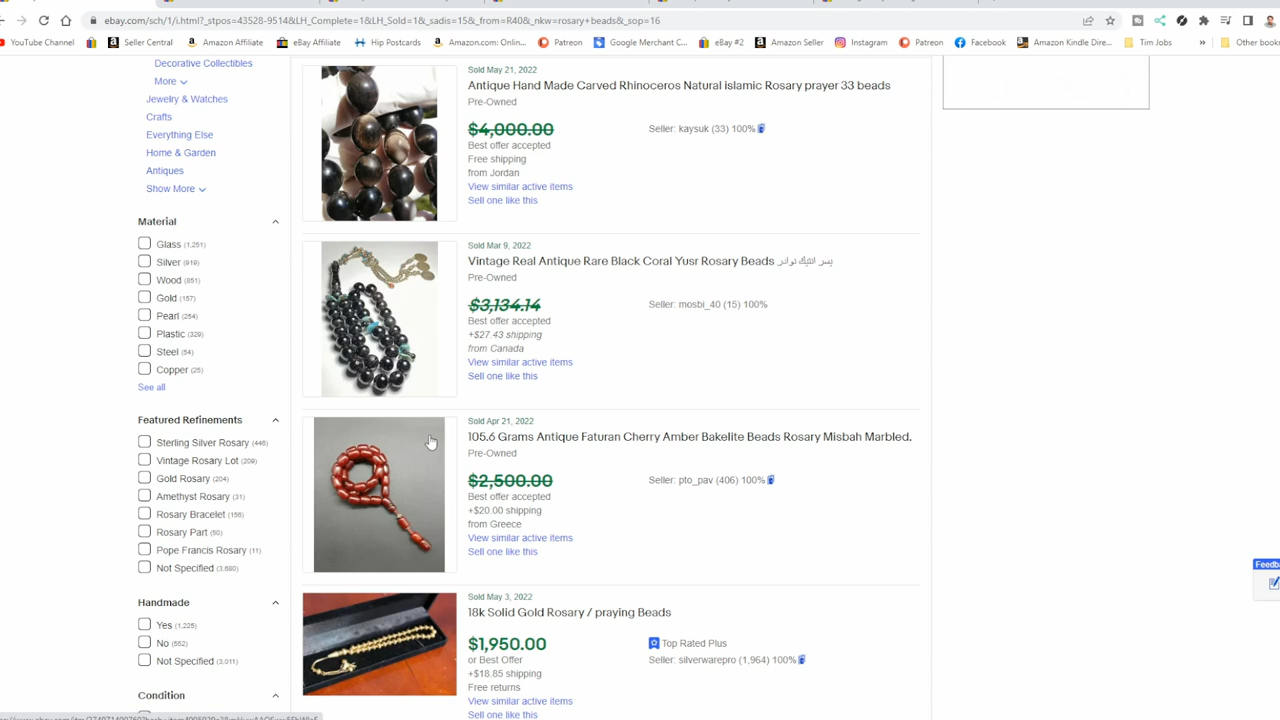 ebay.com/sch/1/i.html?_stpos=43528-9514&LH_Complete=1&LH_Sold=1&_sadis=15&_from=R40&_nkw=rosary+beads&_sop=16
YouTube Channel Seller Central Amazon Affiliate eBay Affiliate Hip Postcards Amazon.com: Onlin... Patreon Google Merchant C... eBay #2 Amazon Seller Instagram Patreon Facebook Amazon Kindle Dire... Tim Jobs » Other book
Decorative Collectibles
More
Jewelry & Watches
Crafts
Everything Else
Home & Garden
Antiques
Show More
Material
Glass (1,251)
Silver (919)
Wood (851)
Gold (157)
Pearl (254)
Plastic (329)
Steel (54)
Copper (25)
See all
Featured Refinements
Sterling Silver Rosary (446)
Vintage Rosary Lot (209)
Gold Rosary (204)
Amethyst Rosary (31)
Rosary Bracelet (156)
Rosary Part (50)
Pope Francis Rosary (11)
Not Specified (3,680)
Handmade
Yes (1,225)
No (552)
Not Specified (3,011)
Condition
Sold May 21, 2022
Antique Hand Made Carved Rhinoceros Natural islamic Rosary prayer 33 beads
Pre-Owned
$4,000.00
Seller: kaysuk (33) 100%
Best offer accepted
Free shipping
from Jordan
View similar active items
Sell one like this
Sold Mar 9, 2022
Vintage Real Antique Rare Black Coral Yusr Rosary Beads يسر انتيك نوادر
Pre-Owned
$3,134.14
Seller: mosbi_40 (15) 100%
Best offer accepted
+$27.43 shipping
from Canada
View similar active items
Sell one like this
Sold Apr 21, 2022
105.6 Grams Antique Faturan Cherry Amber Bakelite Beads Rosary Misbah Marbled.
Pre-Owned
$2,500.00
Seller: pto_pav (406) 100%
Best offer accepted
+$20.00 shipping
from Greece
View similar active items
Sell one like this
Sold May 3, 2022
18k Solid Gold Rosary / praying Beads
$1,950.00
Top Rated Plus
or Best Offer
Seller: silverwarepro (1,964) 100%
+$18.85 shipping
Free returns
View similar active items
Sell one like this
Feedba